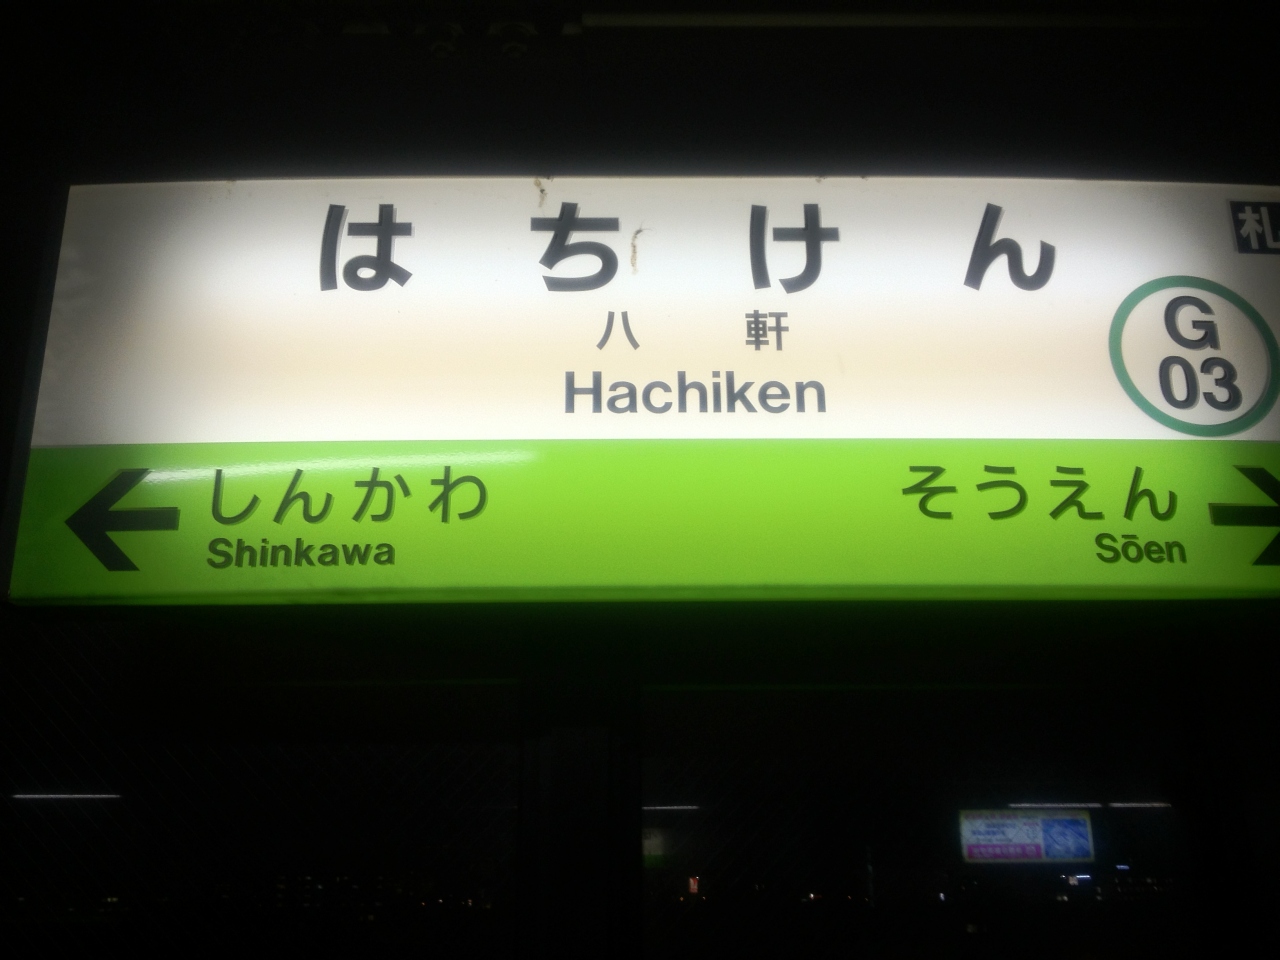 はちけん
札
八軒
G
03
Hachiken
しんかわ
そうえん
Shinkawa
Sōen